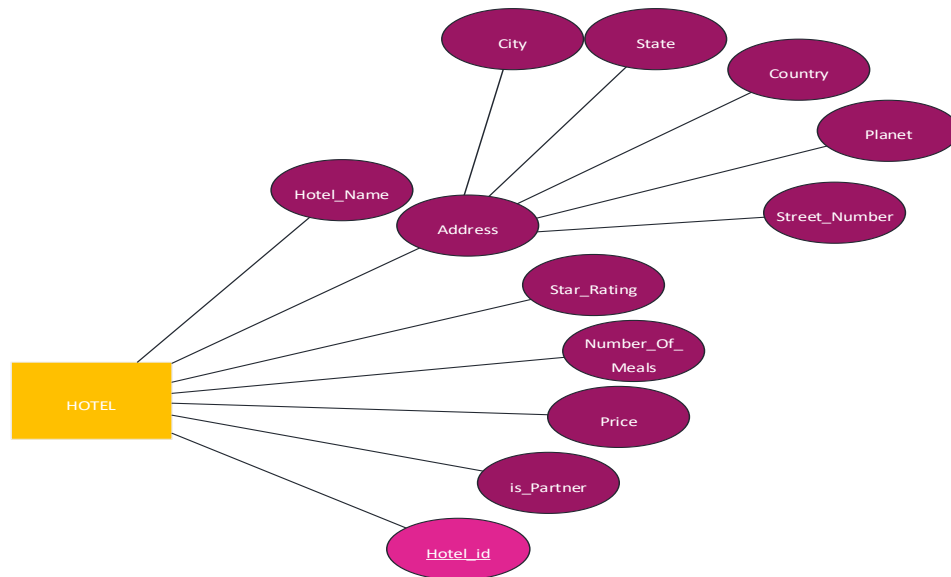 City
State
Country
Planet
Hotel_Name
Street_Number
Address
Star_Rating
Number_Of_
Meals
HOTEL
Price
is_Partner
Hotel_id